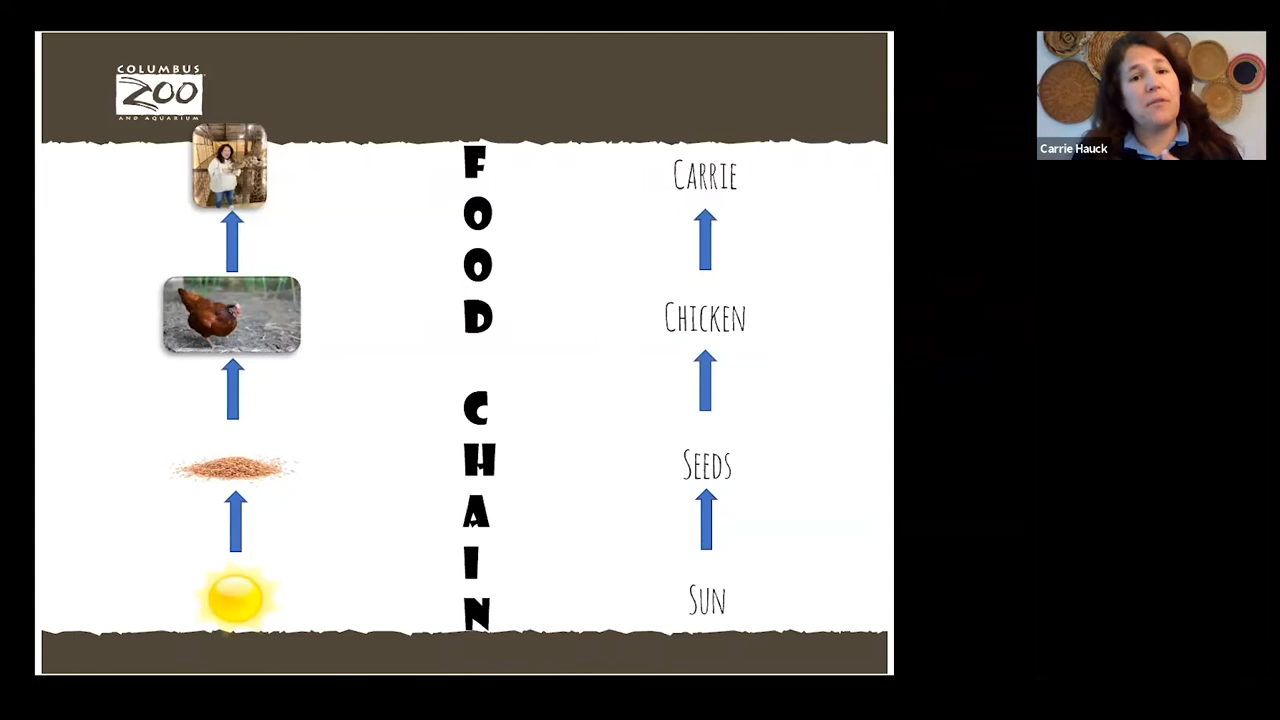 COLUMBUS
ZOO
AND AQUARIUM
FOOD CHAIN
CARRIE
CHICKEN
SEEDS
SUN
Carrie Hauck